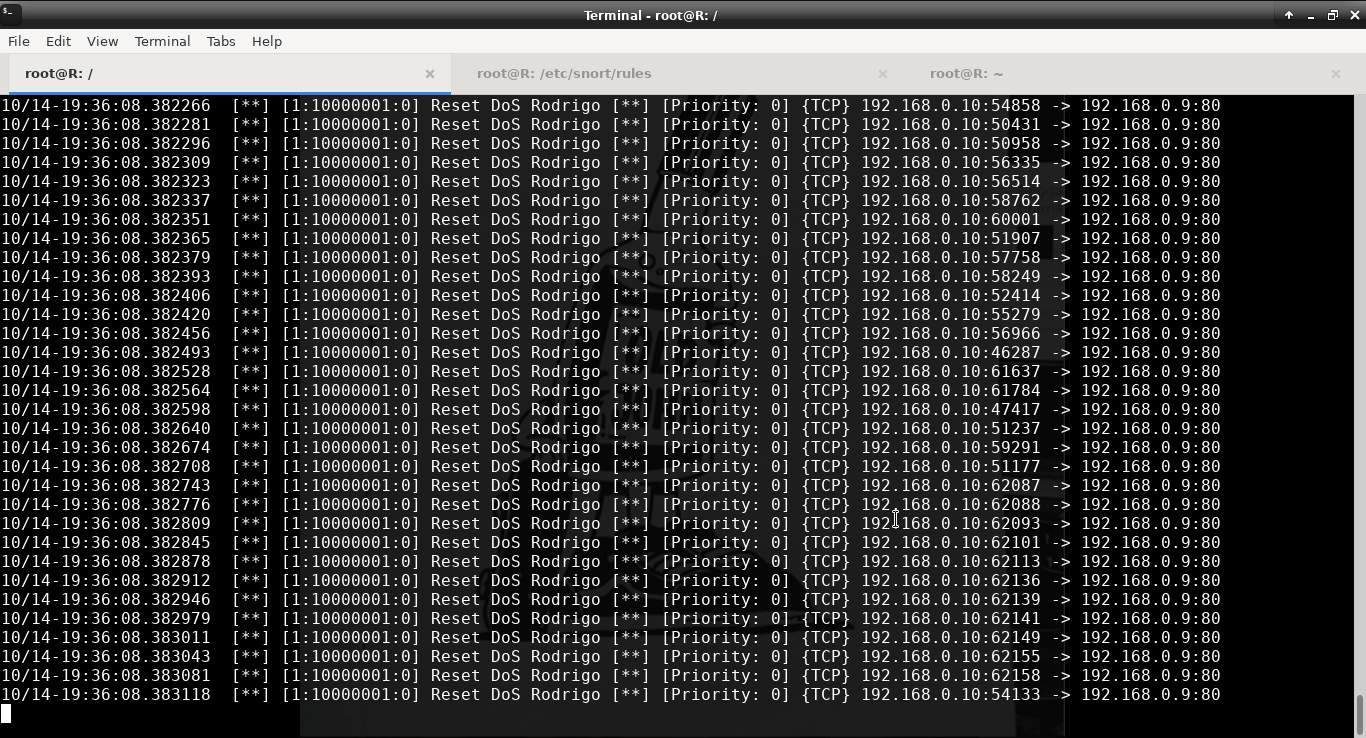 Terminal - root@R: /
File Edit View Terminal Tabs Help
root@R: / root@R: /etc/snort/rules root@R: ~
10/14-19:36:08.382266  [**] [1:10000001:0] Reset DoS Rodrigo [**] [Priority: 0] {TCP} 192.168.0.10:54858 -> 192.168.0.9:80
10/14-19:36:08.382281  [**] [1:10000001:0] Reset DoS Rodrigo [**] [Priority: 0] {TCP} 192.168.0.10:50431 -> 192.168.0.9:80
10/14-19:36:08.382296  [**] [1:10000001:0] Reset DoS Rodrigo [**] [Priority: 0] {TCP} 192.168.0.10:50958 -> 192.168.0.9:80
10/14-19:36:08.382309  [**] [1:10000001:0] Reset DoS Rodrigo [**] [Priority: 0] {TCP} 192.168.0.10:56335 -> 192.168.0.9:80
10/14-19:36:08.382323  [**] [1:10000001:0] Reset DoS Rodrigo [**] [Priority: 0] {TCP} 192.168.0.10:56514 -> 192.168.0.9:80
10/14-19:36:08.382337  [**] [1:10000001:0] Reset DoS Rodrigo [**] [Priority: 0] {TCP} 192.168.0.10:58762 -> 192.168.0.9:80
10/14-19:36:08.382351  [**] [1:10000001:0] Reset DoS Rodrigo [**] [Priority: 0] {TCP} 192.168.0.10:60001 -> 192.168.0.9:80
10/14-19:36:08.382365  [**] [1:10000001:0] Reset DoS Rodrigo [**] [Priority: 0] {TCP} 192.168.0.10:51907 -> 192.168.0.9:80
10/14-19:36:08.382379  [**] [1:10000001:0] Reset DoS Rodrigo [**] [Priority: 0] {TCP} 192.168.0.10:57758 -> 192.168.0.9:80
10/14-19:36:08.382393  [**] [1:10000001:0] Reset DoS Rodrigo [**] [Priority: 0] {TCP} 192.168.0.10:58249 -> 192.168.0.9:80
10/14-19:36:08.382406  [**] [1:10000001:0] Reset DoS Rodrigo [**] [Priority: 0] {TCP} 192.168.0.10:52414 -> 192.168.0.9:80
10/14-19:36:08.382420  [**] [1:10000001:0] Reset DoS Rodrigo [**] [Priority: 0] {TCP} 192.168.0.10:55279 -> 192.168.0.9:80
10/14-19:36:08.382456  [**] [1:10000001:0] Reset DoS Rodrigo [**] [Priority: 0] {TCP} 192.168.0.10:56966 -> 192.168.0.9:80
10/14-19:36:08.382493  [**] [1:10000001:0] Reset DoS Rodrigo [**] [Priority: 0] {TCP} 192.168.0.10:46287 -> 192.168.0.9:80
10/14-19:36:08.382528  [**] [1:10000001:0] Reset DoS Rodrigo [**] [Priority: 0] {TCP} 192.168.0.10:61637 -> 192.168.0.9:80
10/14-19:36:08.382564  [**] [1:10000001:0] Reset DoS Rodrigo [**] [Priority: 0] {TCP} 192.168.0.10:61784 -> 192.168.0.9:80
10/14-19:36:08.382598  [**] [1:10000001:0] Reset DoS Rodrigo [**] [Priority: 0] {TCP} 192.168.0.10:47417 -> 192.168.0.9:80
10/14-19:36:08.382640  [**] [1:10000001:0] Reset DoS Rodrigo [**] [Priority: 0] {TCP} 192.168.0.10:51237 -> 192.168.0.9:80
10/14-19:36:08.382674  [**] [1:10000001:0] Reset DoS Rodrigo [**] [Priority: 0] {TCP} 192.168.0.10:59291 -> 192.168.0.9:80
10/14-19:36:08.382708  [**] [1:10000001:0] Reset DoS Rodrigo [**] [Priority: 0] {TCP} 192.168.0.10:51177 -> 192.168.0.9:80
10/14-19:36:08.382743  [**] [1:10000001:0] Reset DoS Rodrigo [**] [Priority: 0] {TCP} 192.168.0.10:62087 -> 192.168.0.9:80
10/14-19:36:08.382776  [**] [1:10000001:0] Reset DoS Rodrigo [**] [Priority: 0] {TCP} 192.168.0.10:62088 -> 192.168.0.9:80
10/14-19:36:08.382809  [**] [1:10000001:0] Reset DoS Rodrigo [**] [Priority: 0] {TCP} 192.168.0.10:62093 -> 192.168.0.9:80
10/14-19:36:08.382845  [**] [1:10000001:0] Reset DoS Rodrigo [**] [Priority: 0] {TCP} 192.168.0.10:62101 -> 192.168.0.9:80
10/14-19:36:08.382878  [**] [1:10000001:0] Reset DoS Rodrigo [**] [Priority: 0] {TCP} 192.168.0.10:62113 -> 192.168.0.9:80
10/14-19:36:08.382912  [**] [1:10000001:0] Reset DoS Rodrigo [**] [Priority: 0] {TCP} 192.168.0.10:62136 -> 192.168.0.9:80
10/14-19:36:08.382946  [**] [1:10000001:0] Reset DoS Rodrigo [**] [Priority: 0] {TCP} 192.168.0.10:62139 -> 192.168.0.9:80
10/14-19:36:08.382979  [**] [1:10000001:0] Reset DoS Rodrigo [**] [Priority: 0] {TCP} 192.168.0.10:62141 -> 192.168.0.9:80
10/14-19:36:08.383011  [**] [1:10000001:0] Reset DoS Rodrigo [**] [Priority: 0] {TCP} 192.168.0.10:62149 -> 192.168.0.9:80
10/14-19:36:08.383043  [**] [1:10000001:0] Reset DoS Rodrigo [**] [Priority: 0] {TCP} 192.168.0.10:62155 -> 192.168.0.9:80
10/14-19:36:08.383081  [**] [1:10000001:0] Reset DoS Rodrigo [**] [Priority: 0] {TCP} 192.168.0.10:62158 -> 192.168.0.9:80
10/14-19:36:08.383118  [**] [1:10000001:0] Reset DoS Rodrigo [**] [Priority: 0] {TCP} 192.168.0.10:54133 -> 192.168.0.9:80